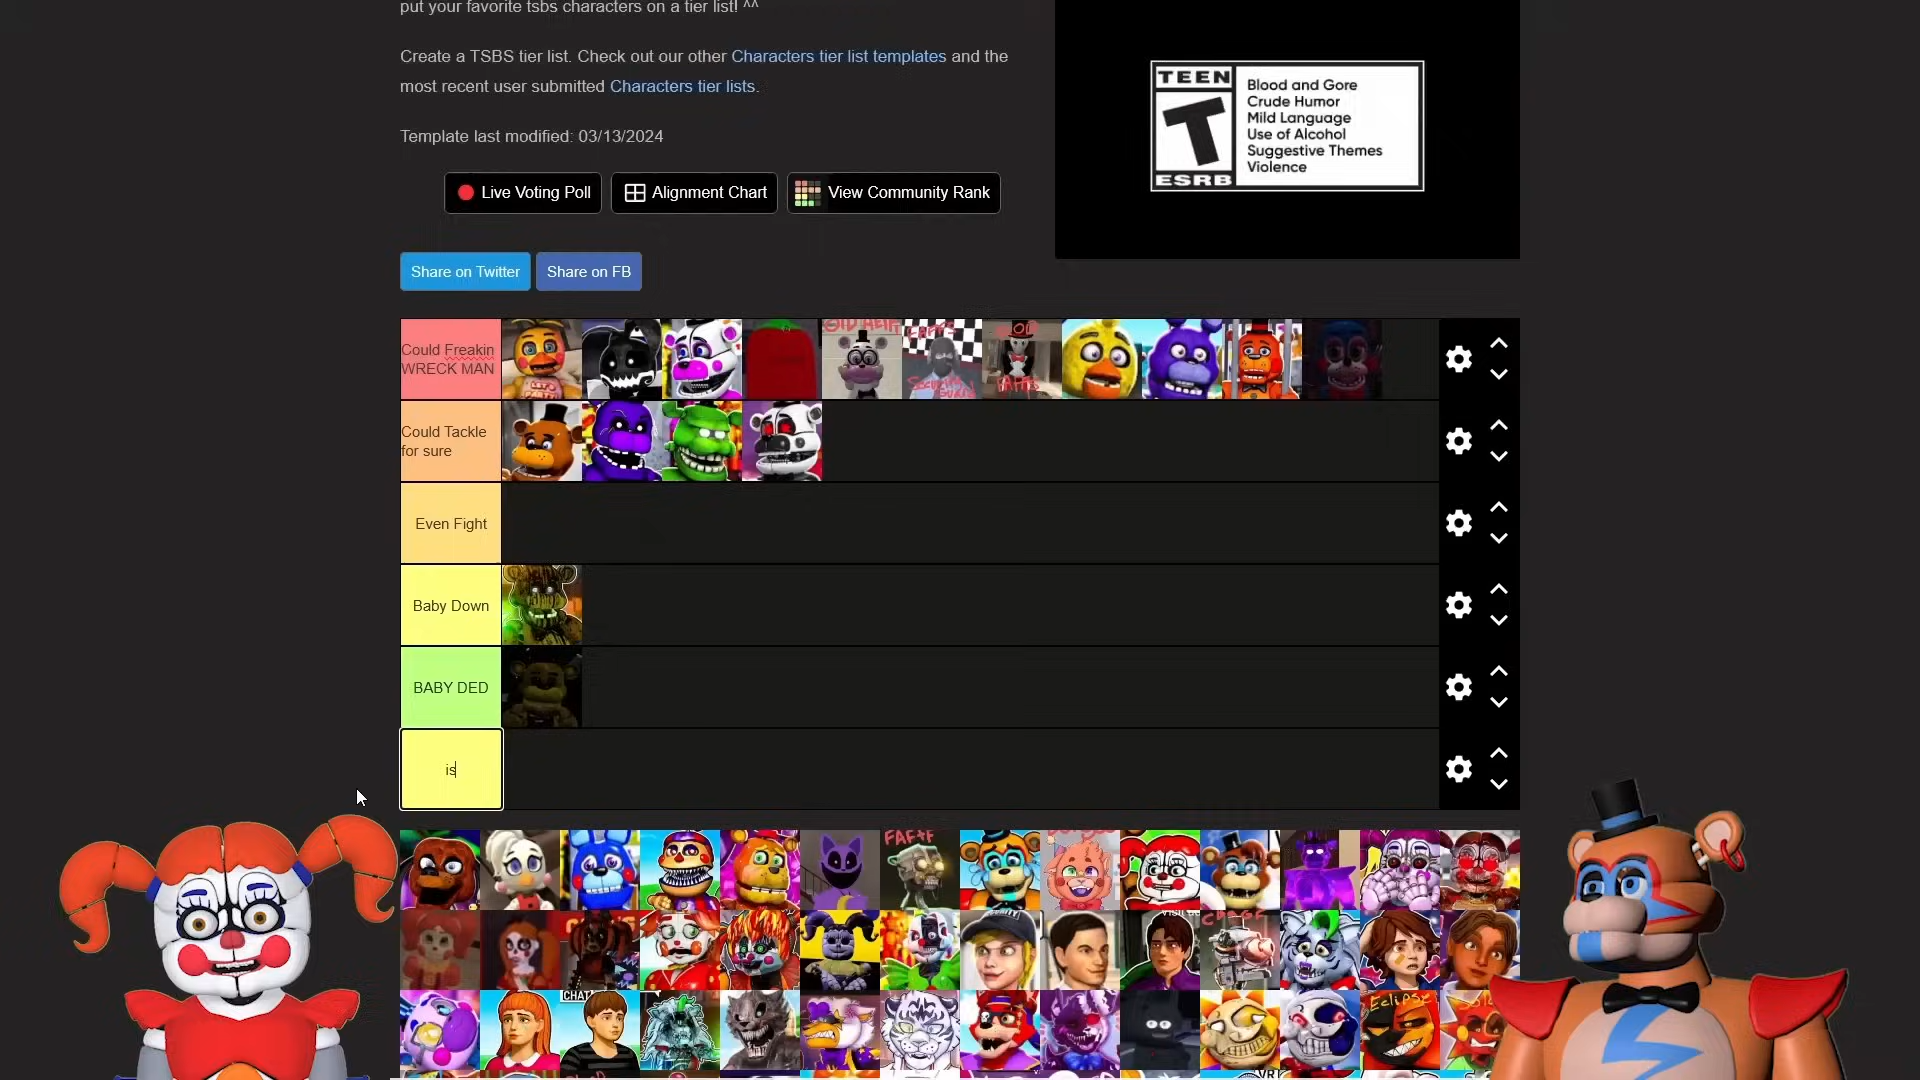 put your favorite tsbs characters on a tier list! ^^
Create a TSBS tier list. Check out our other Characters tier list templates and the
most recent user submitted Characters tier lists.
Template last modified: 03/13/2024
Live Voting Poll
Alignment Chart
View Community Rank
Share on Twitter
Share on FB
TEEN
T
ESRB
Blood and Gore
Crude Humor
Mild Language
Use of Alcohol
Suggestive Themes
Violence
Could Freakin
WRECK MAN
Could Tackle
for sure
Even Fight
Baby Down
BABY DED
is
CHAT
Eclipse
VR